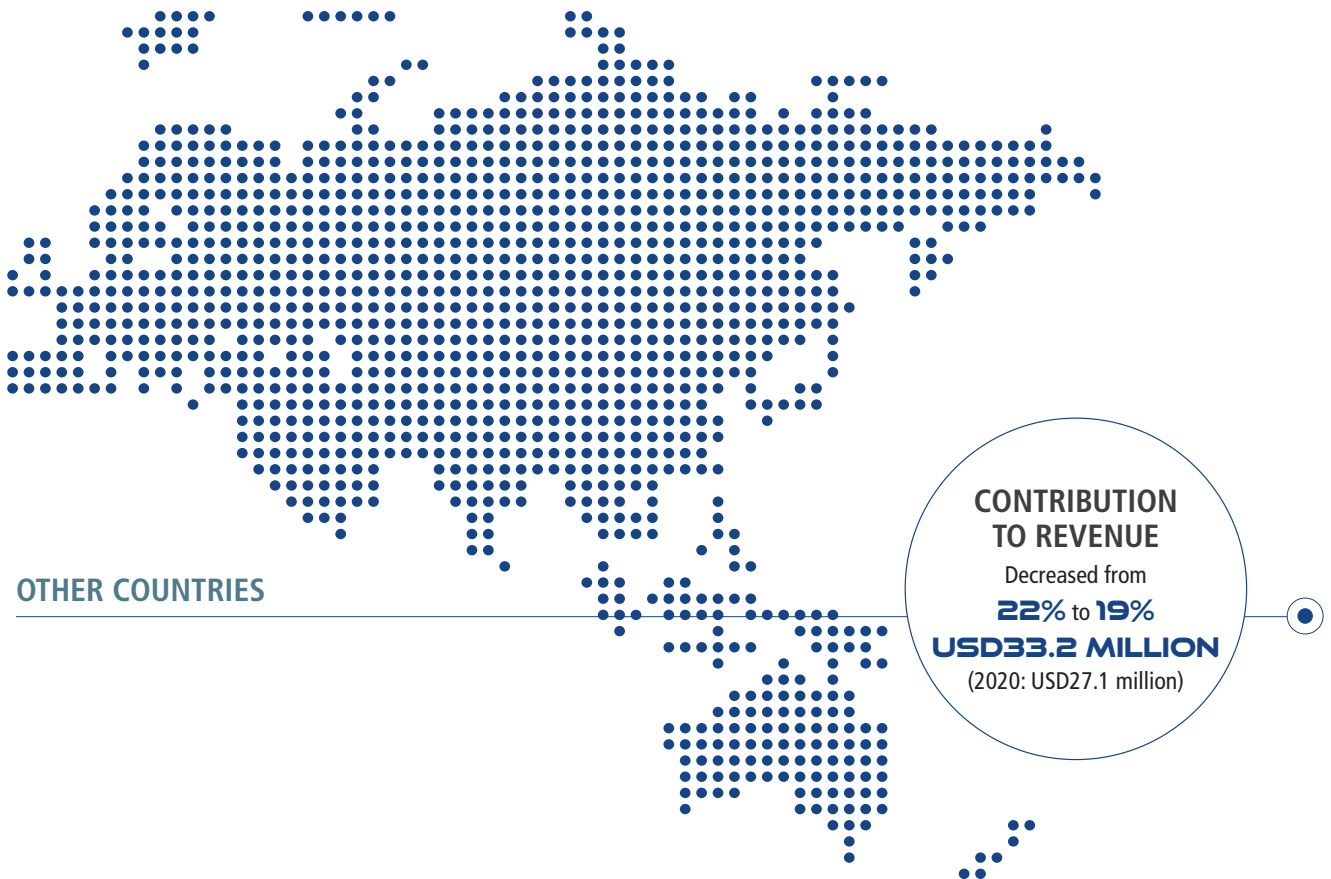 OTHER COUNTRIES
CONTRIBUTION
TO REVENUE
Decreased from
22% to 19%
USD33.2 MILLION
(2020: USD27.1 million)